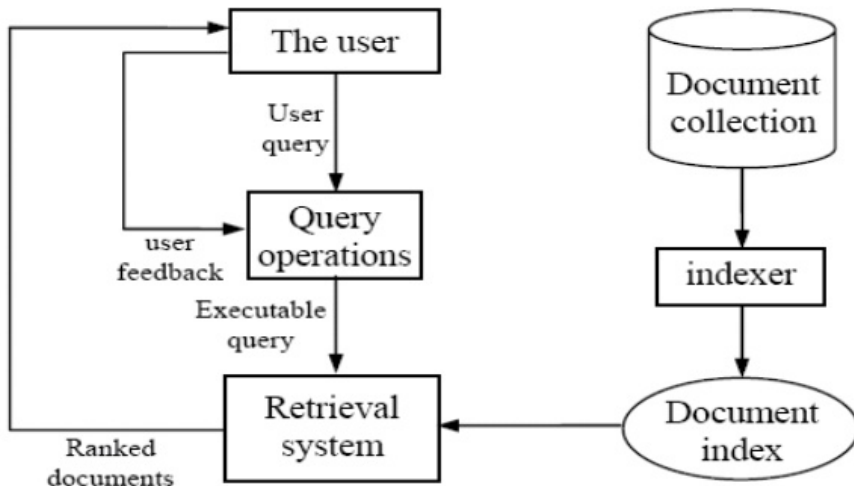 The user
User
query
user
feedback
Query
operations
Executable
query
Retrieval
system
Ranked
documents
Document
collection
indexer
Document
index